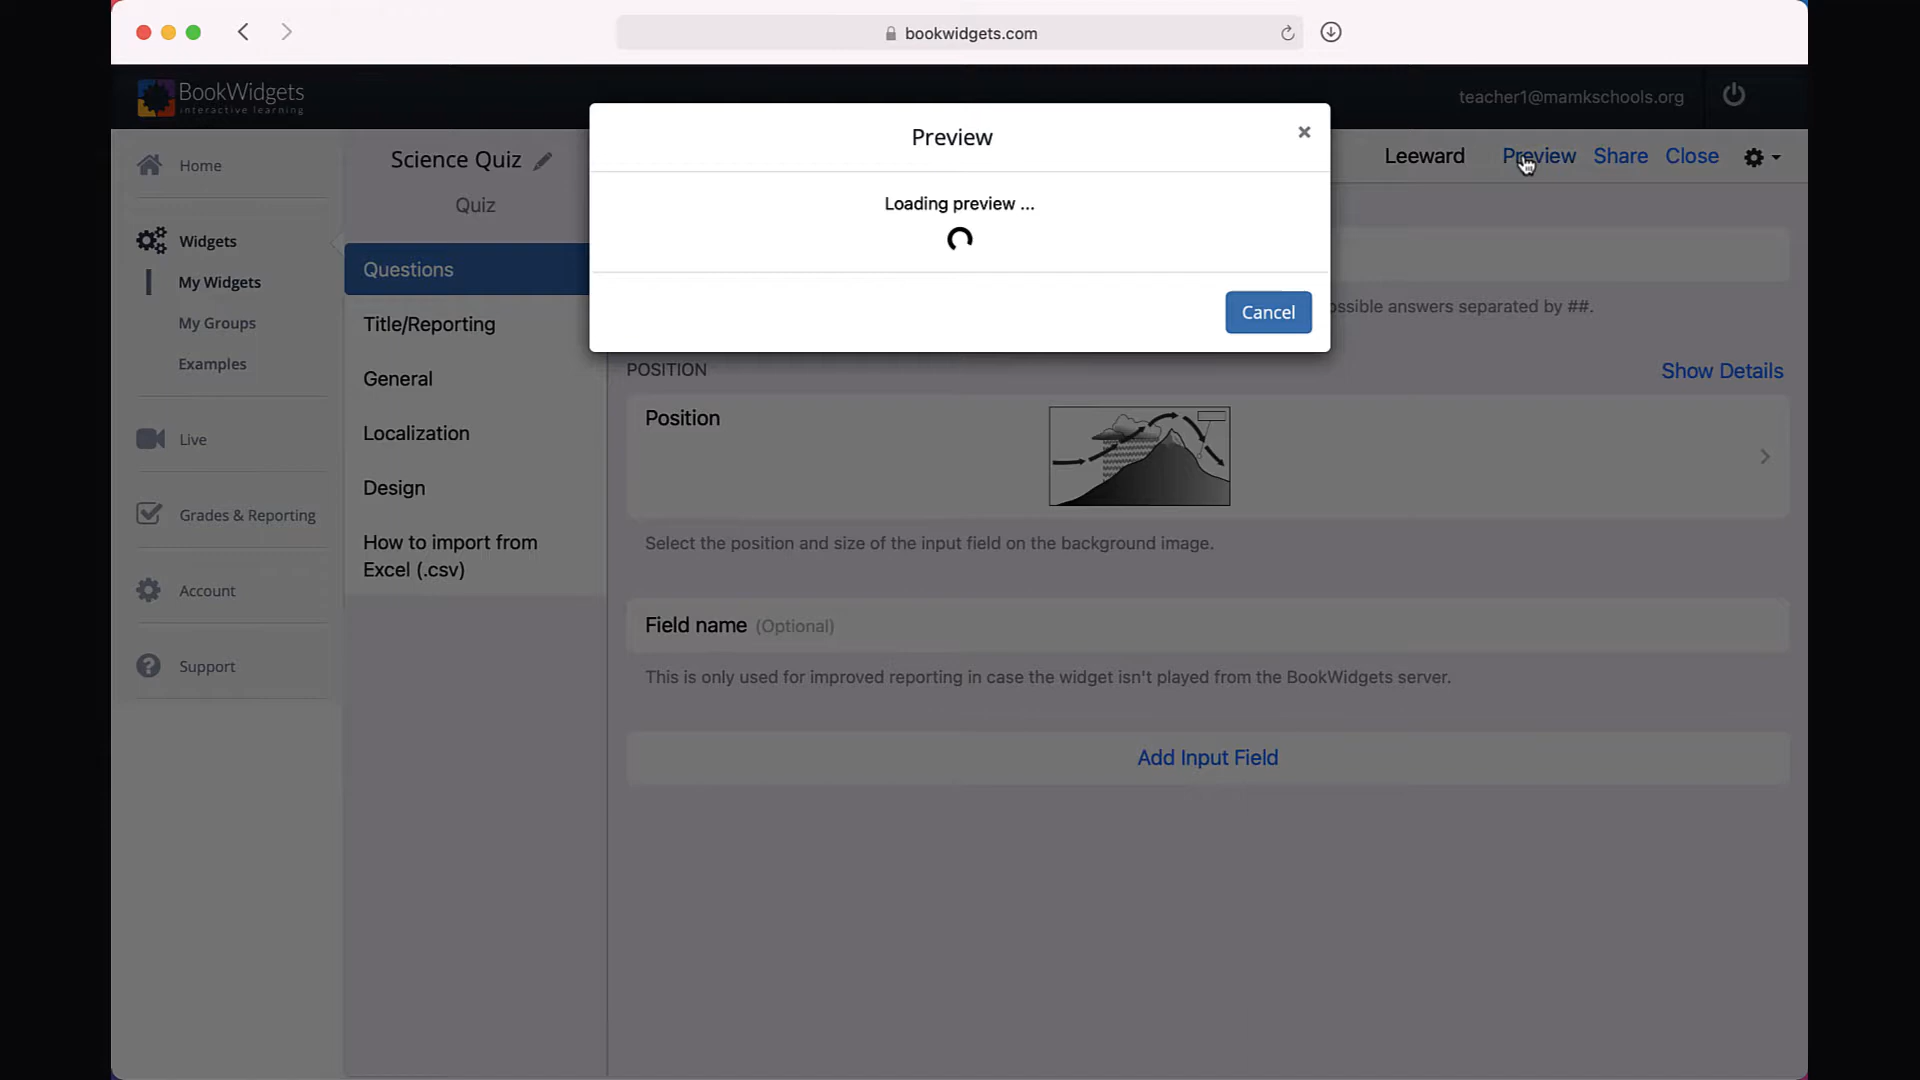 bookwidgets.com
BookWidgets
interactive learning
teacher1@mamkschools.org
Home
Widgets
My Widgets
My Groups
Examples
Live
Grades & Reporting
Account
Support
Science Quiz
Quiz
Questions
Title/Reporting
General
Localization
Design
How to import from
Excel (.csv)
Preview
×
Loading preview ...
Cancel
Leeward
Preview
Share
Close
possible answers separated by ##.
POSITION
Show Details
Position
Select the position and size of the input field on the background image.
Field name (Optional)
This is only used for improved reporting in case the widget isn't played from the BookWidgets server.
Add Input Field